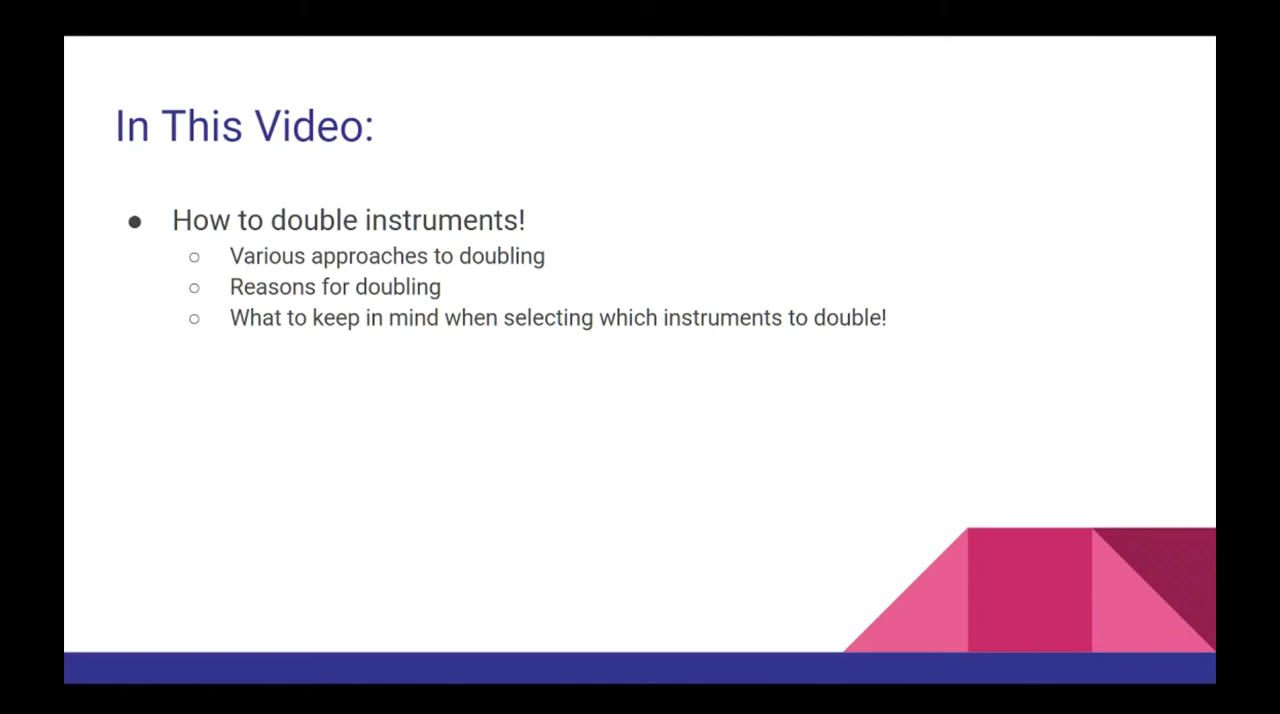 In This Video:
● How to double instruments!
○ Various approaches to doubling
○ Reasons for doubling
○ What to keep in mind when selecting which instruments to double!